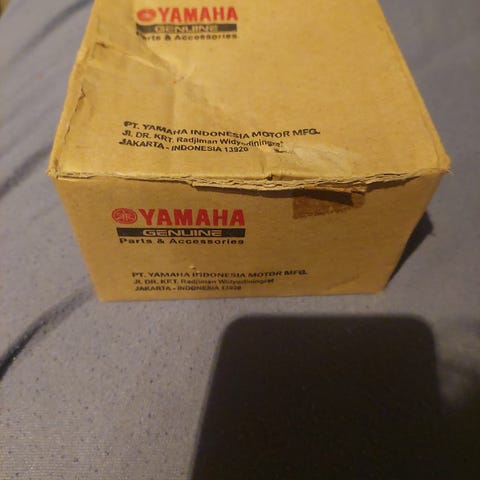 YAMAHA
GENUINE
Parts & Accessories
PT. YAMAHA INDONESIA MOTOR MFG.
JL. DR. KRT. Radjiman Widyodiningrat
JAKARTA - INDONESIA 13920
YAMAHA
GENUINE
Parts & Accessories
PT. YAMAHA INDONESIA MOTOR MFG.
Jl. DR. KRT. Radjiman Widyodiningrat
JAKARTA - INDONESIA 13920